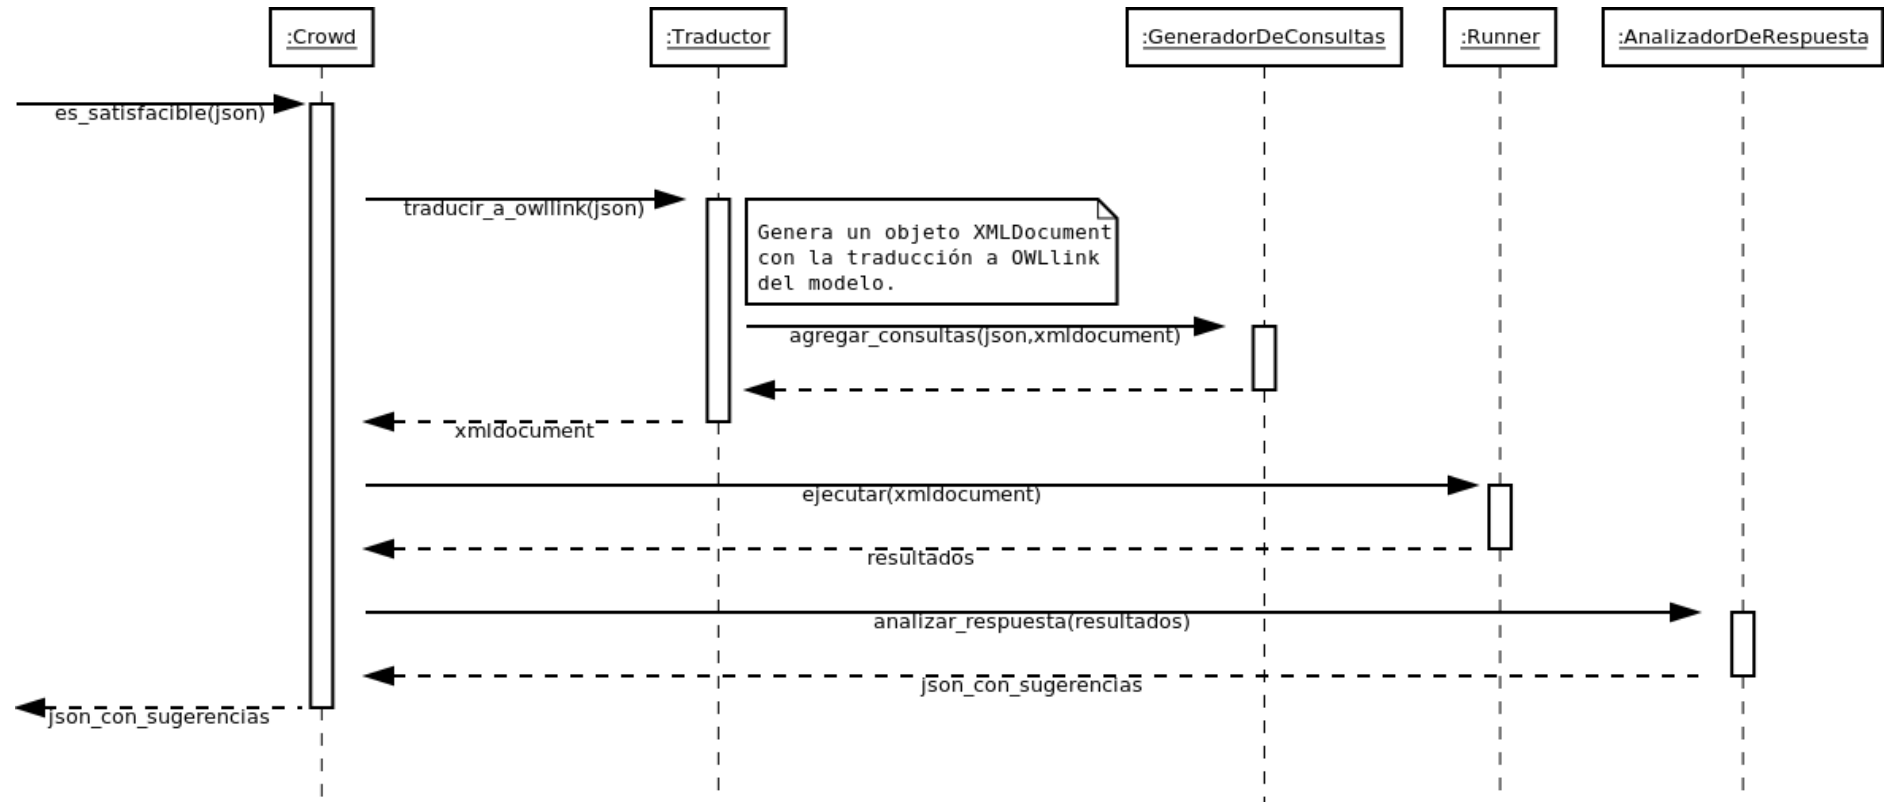 :Crowd
:Traductor
:GeneradorDeConsultas
:Runner
:AnalizadorDeRespuesta
es_satisfacible(json)
traducir_a_owllink(json)
Genera un objeto XMLDocument
con la traducción a OWLlink
del modelo.
agregar_consultas(json,xmldocument)
xmldocument
ejecutar(xmldocument)
resultados
analizar_respuesta(resultados)
json_con_sugerencias
json_con_sugerencias